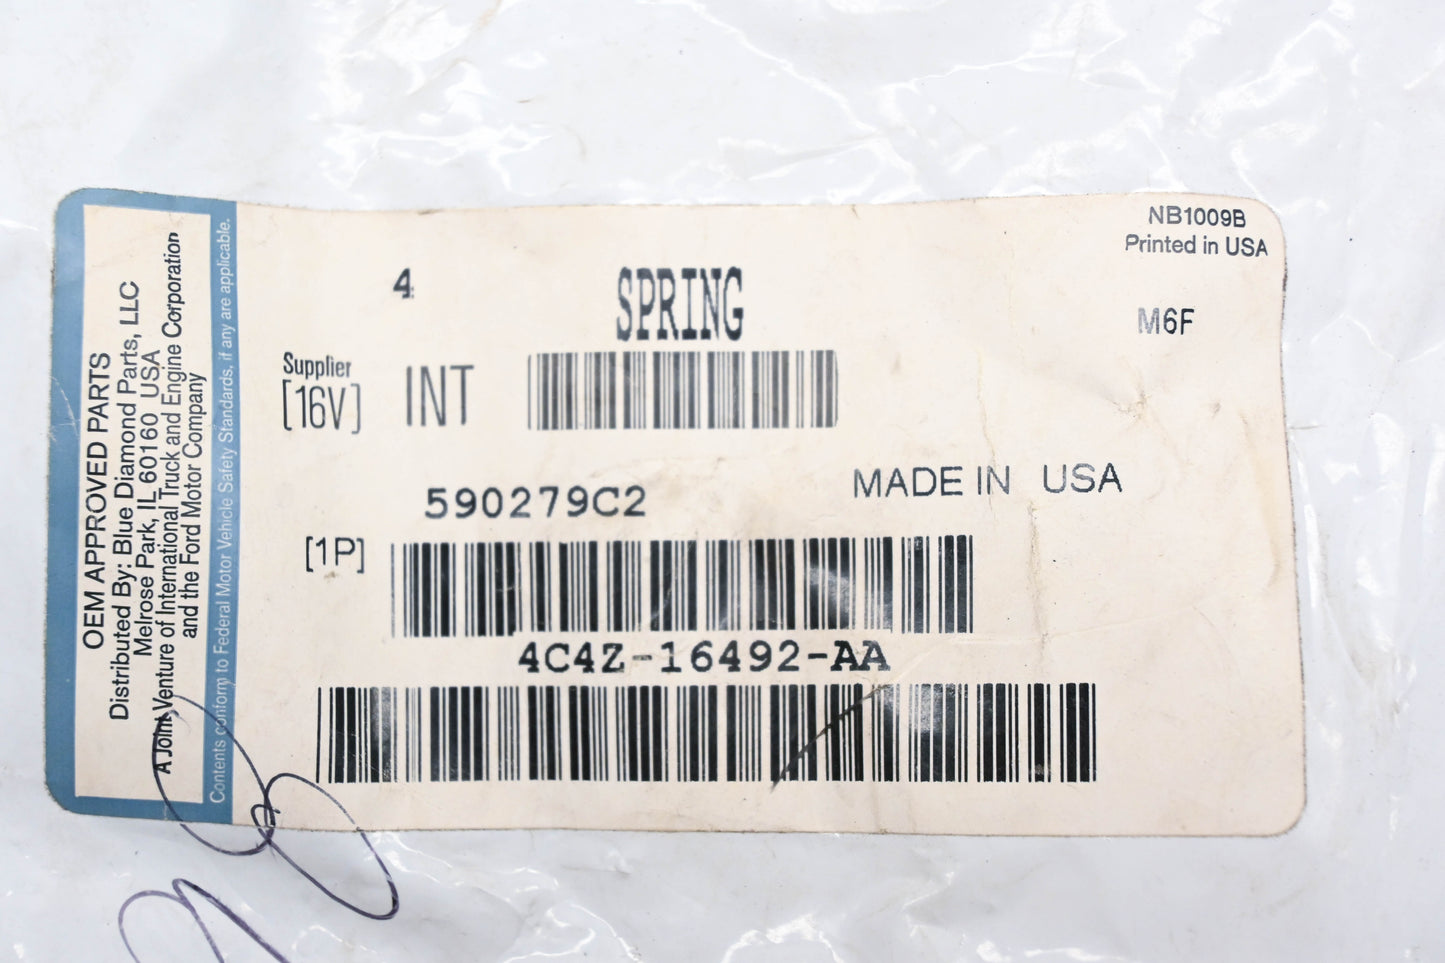 OEM APPROVED PARTS
Distributed By: Blue Diamond Parts, LLC
Melrose Park, IL 60160 USA
A Joint Venture of International Truck and Engine Corporation
and the Ford Motor Company
Contents conform to Federal Motor Vehicle Safety Standards, if any are applicable.
NB1009B
Printed in USA
4
SPRING
M6F
Supplier
[16V]
INT
590279C2
MADE IN USA
[1P]
4C4Z-16492-AA